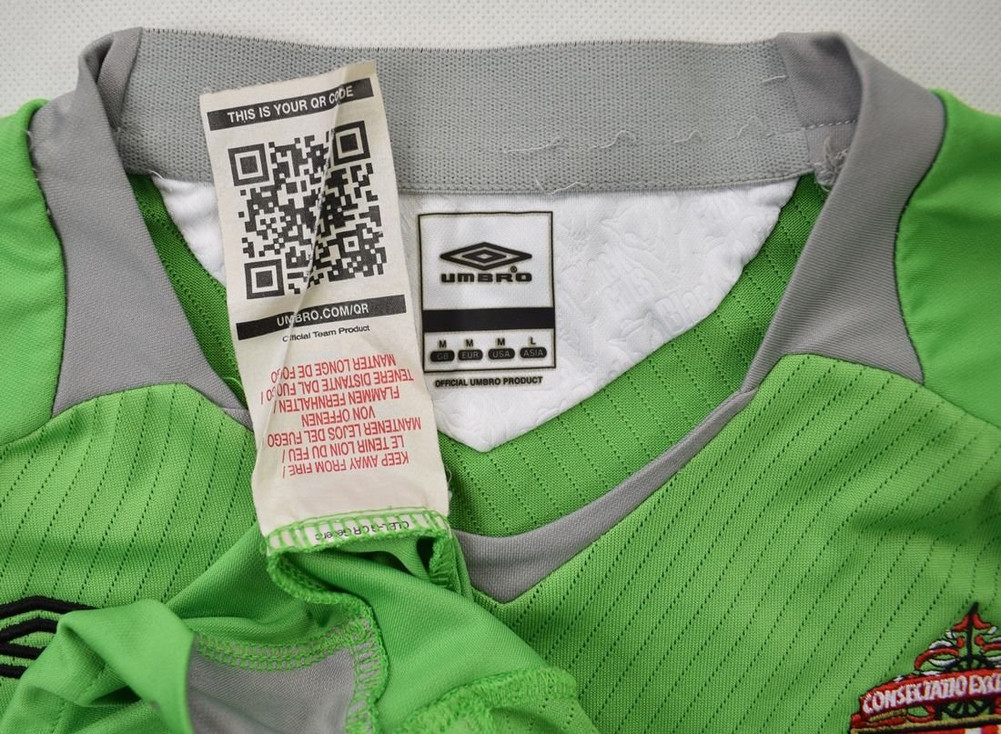 THIS IS YOUR QR CODE
UMBRO.COM/QR
Official Team Product
MANTER LONGE DE FOGO
TENERE DISTANTE DAL FUOCO /
FLAMMEN FERNHALTEN /
VON OFFENEN
MANTENER LEJOS DEL FUEGO
LE TENIR LOIN DU FEU /
KEEP AWAY FROM FIRE /
UMBRO®
M M M L
GB EUR USA ASIA
OFFICIAL UMBRO PRODUCT
CONSECTATIO